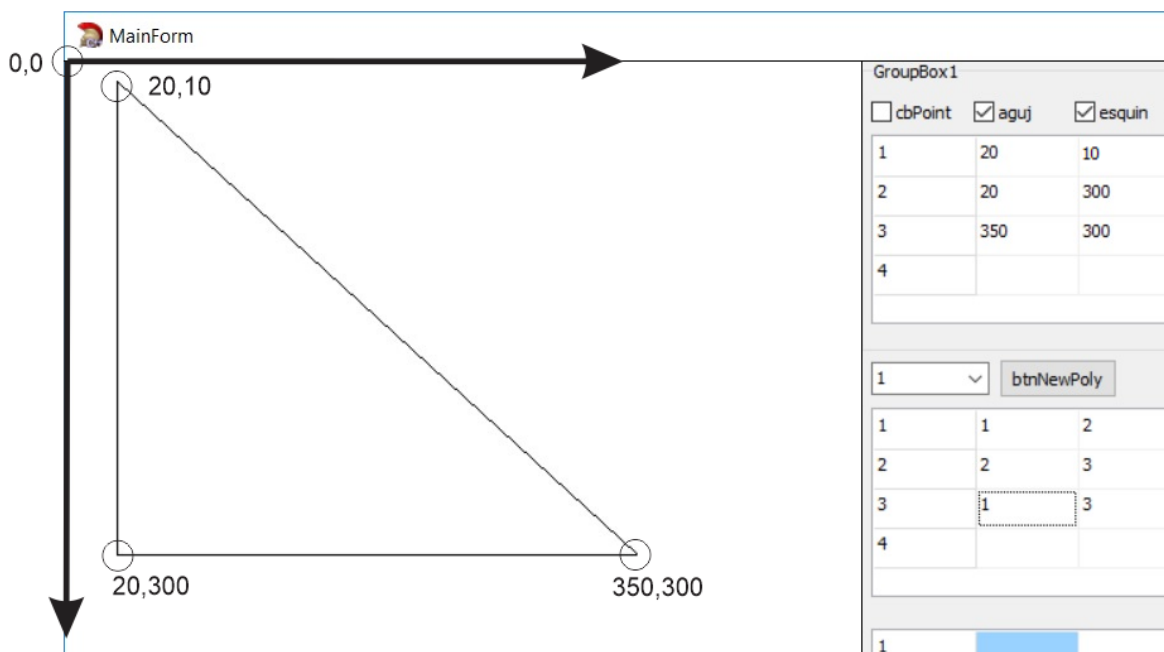 MainForm
0,0
20,10
20,300
350,300
GroupBox1
cbPoint aguj esquin
1 20 10
2 20 300
3 350 300
4
1 btnNewPoly
1 1 2
2 2 3
3 1 3
4
1